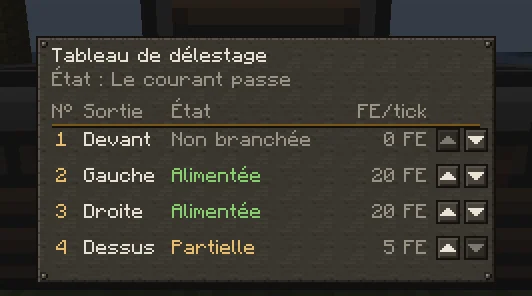 Tableau de délestage
État : Le courant passe
N° Sortie État FE/tick
1 Devant Non branchée 0 FE
2 Gauche Alimentée 20 FE
3 Droite Alimentée 20 FE
4 Dessus Partielle 5 FE